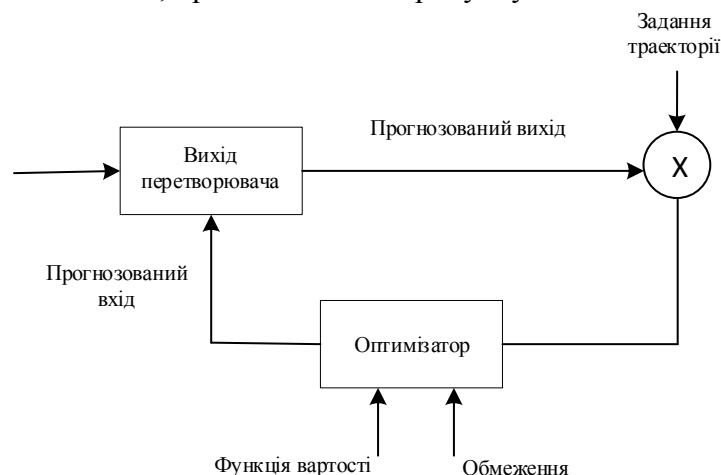 Задання
траекторії
Прогнозований вихід
Вихід
перетворювача
X
Прогнозований
вхід
Оптимізатор
Функція вартості
Обмеження